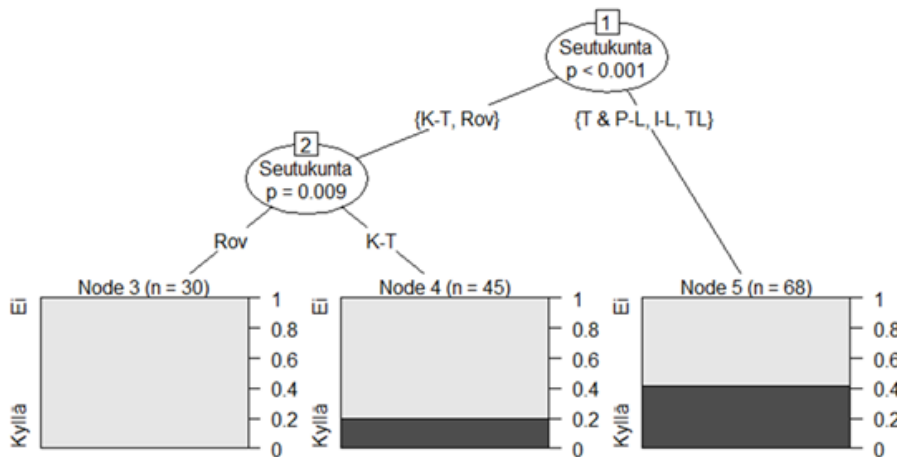 1
Seutukunta
p < 0.001
{K-T, Rov}
{T & P-L, I-L, TL}
2
Seutukunta
p = 0.009
Rov
K-T
Node 3 (n = 30)
Ei
Kyllä
1
0.8
0.6
0.4
0.2
0
Node 4 (n = 45)
Ei
Kyllä
1
0.8
0.6
0.4
0.2
0
Node 5 (n = 68)
Ei
Kyllä
1
0.8
0.6
0.4
0.2
0